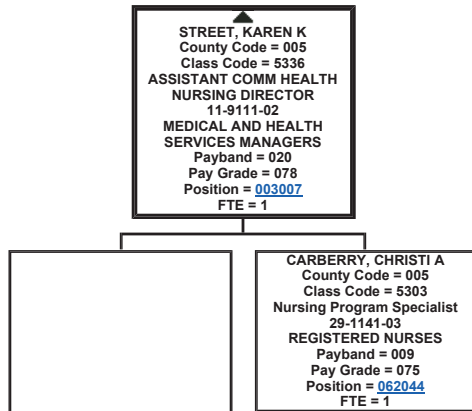 STREET, KAREN K
County Code = 005
Class Code = 5336
ASSISTANT COMM HEALTH
NURSING DIRECTOR
11-9111-02
MEDICAL AND HEALTH
SERVICES MANAGERS
Payband = 020
Pay Grade = 078
Position = 003007
FTE = 1
CARBERRY, CHRISTI A
County Code = 005
Class Code = 5303
Nursing Program Specialist
29-1141-03
REGISTERED NURSES
Payband = 009
Pay Grade = 075
Position = 062044
FTE = 1